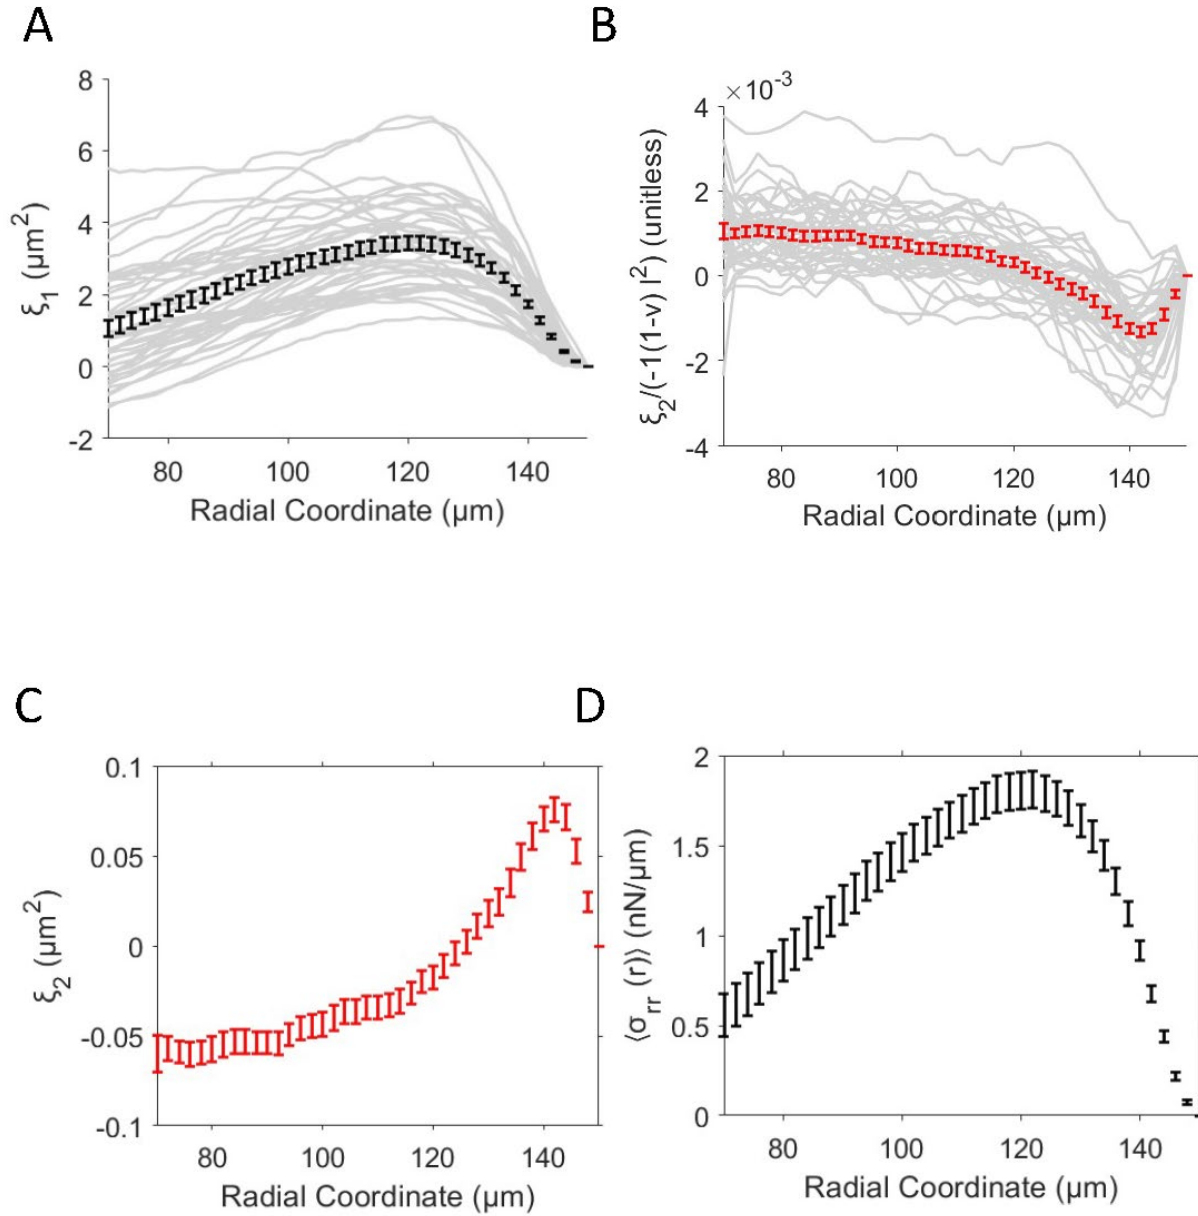 A
8
6
4
2
0
-2
ξ1 (µm²)
80 100 120 140
Radial Coordinate (µm)
B
×10⁻³
4
2
0
-2
-4
ξ2/(-1(1-ν) l²) (unitless)
80 100 120 140
Radial Coordinate (µm)
C
0.1
0.05
0
-0.05
-0.1
ξ2 (µm²)
80 100 120 140
Radial Coordinate (µm)
D
2
1.5
1
0.5
0
⟨σrr (r)⟩ (nN/µm)
80 100 120 140
Radial Coordinate (µm)